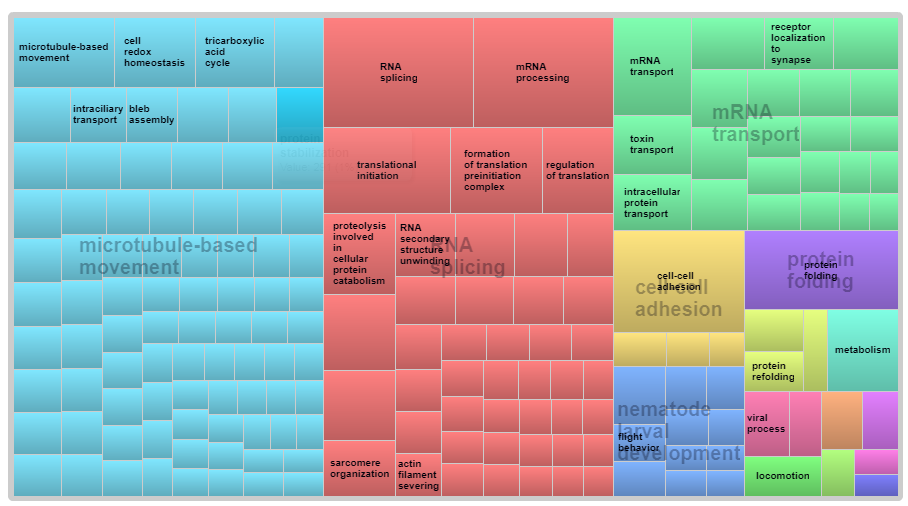 microtubule-based
movement
cell
redox
homeostasis
tricarboxylic
acid
cycle
intraciliary
transport
bleb
assembly
microtubule-based
movement
RNA
splicing
mRNA
processing
translational
initiation
formation
of translation
preinitiation
complex
regulation
of translation
proteolysis
involved
in
cellular
protein
catabolism
RNA
secondary
structure
unwinding
RNA
splicing
sarcomere
organization
actin
filament
severing
mRNA
transport
receptor
localization
to
synapse
mRNA
transport
toxin
transport
intracellular
protein
transport
cell-cell
adhesion
cell-cell
adhesion
protein
folding
protein
folding
protein
refolding
metabolism
nematode
larval
development
flight
behavior
viral
process
locomotion